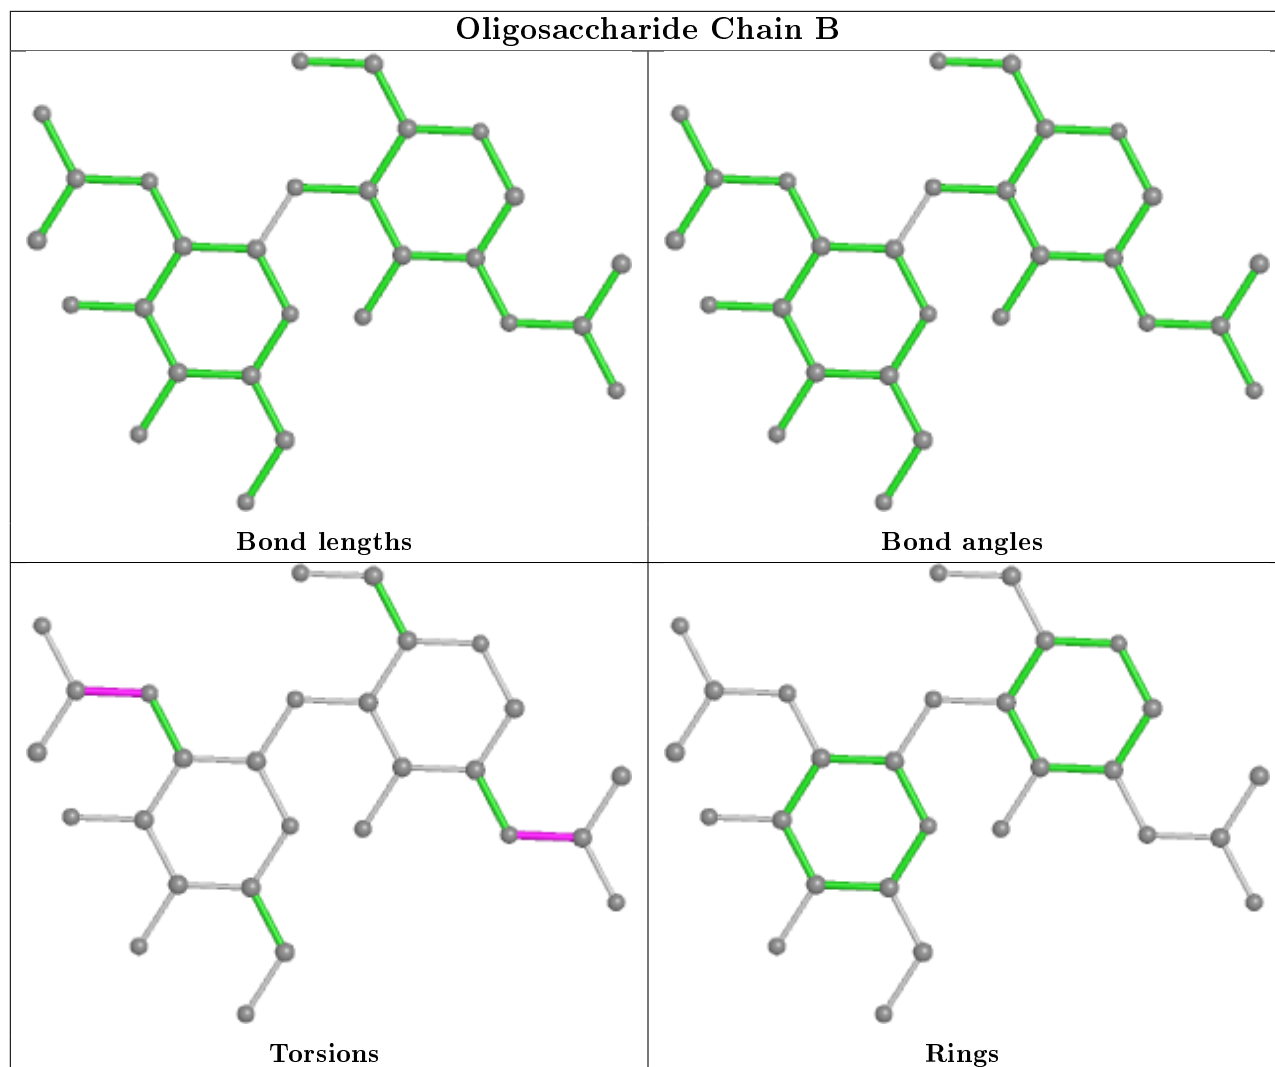 Oligosaccharide Chain B
Bond lengths
Bond angles
Torsions
Rings